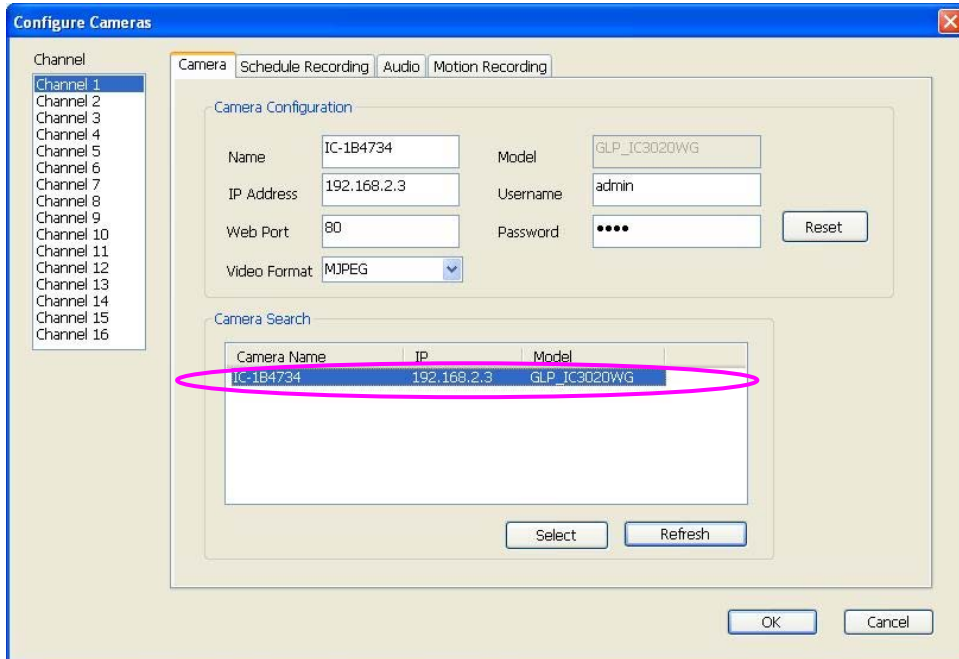 Configure Cameras
Channel
Channel 1
Channel 2
Channel 3
Channel 4
Channel 5
Channel 6
Channel 7
Channel 8
Channel 9
Channel 10
Channel 11
Channel 12
Channel 13
Channel 14
Channel 15
Channel 16
Camera Schedule Recording Audio Motion Recording
Camera Configuration
Name IC-1B4734 Model GLP_IC3020WG
IP Address 192.168.2.3 Username admin
Web Port 80 Password •••• Reset
Video Format MJPEG
Camera Search
Camera Name IP Model
IC-1B4734 192.168.2.3 GLP_IC3020WG
Select Refresh
OK Cancel